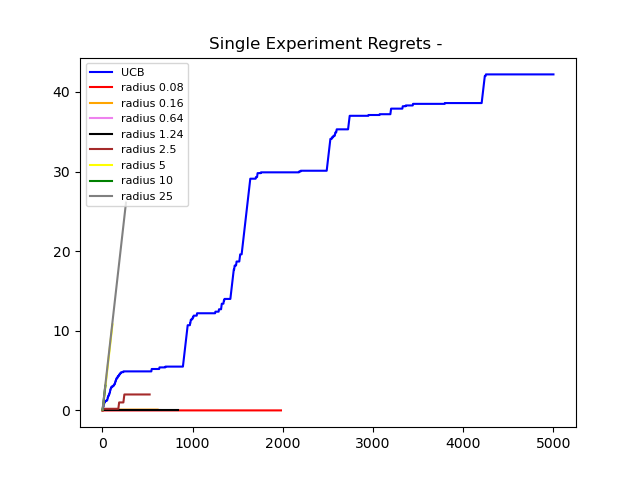 Single Experiment Regrets -
UCB
radius 0.08
radius 0.16
radius 0.64
radius 1.24
radius 2.5
radius 5
radius 10
radius 25
40
30
20
10
0
0 1000 2000 3000 4000 5000